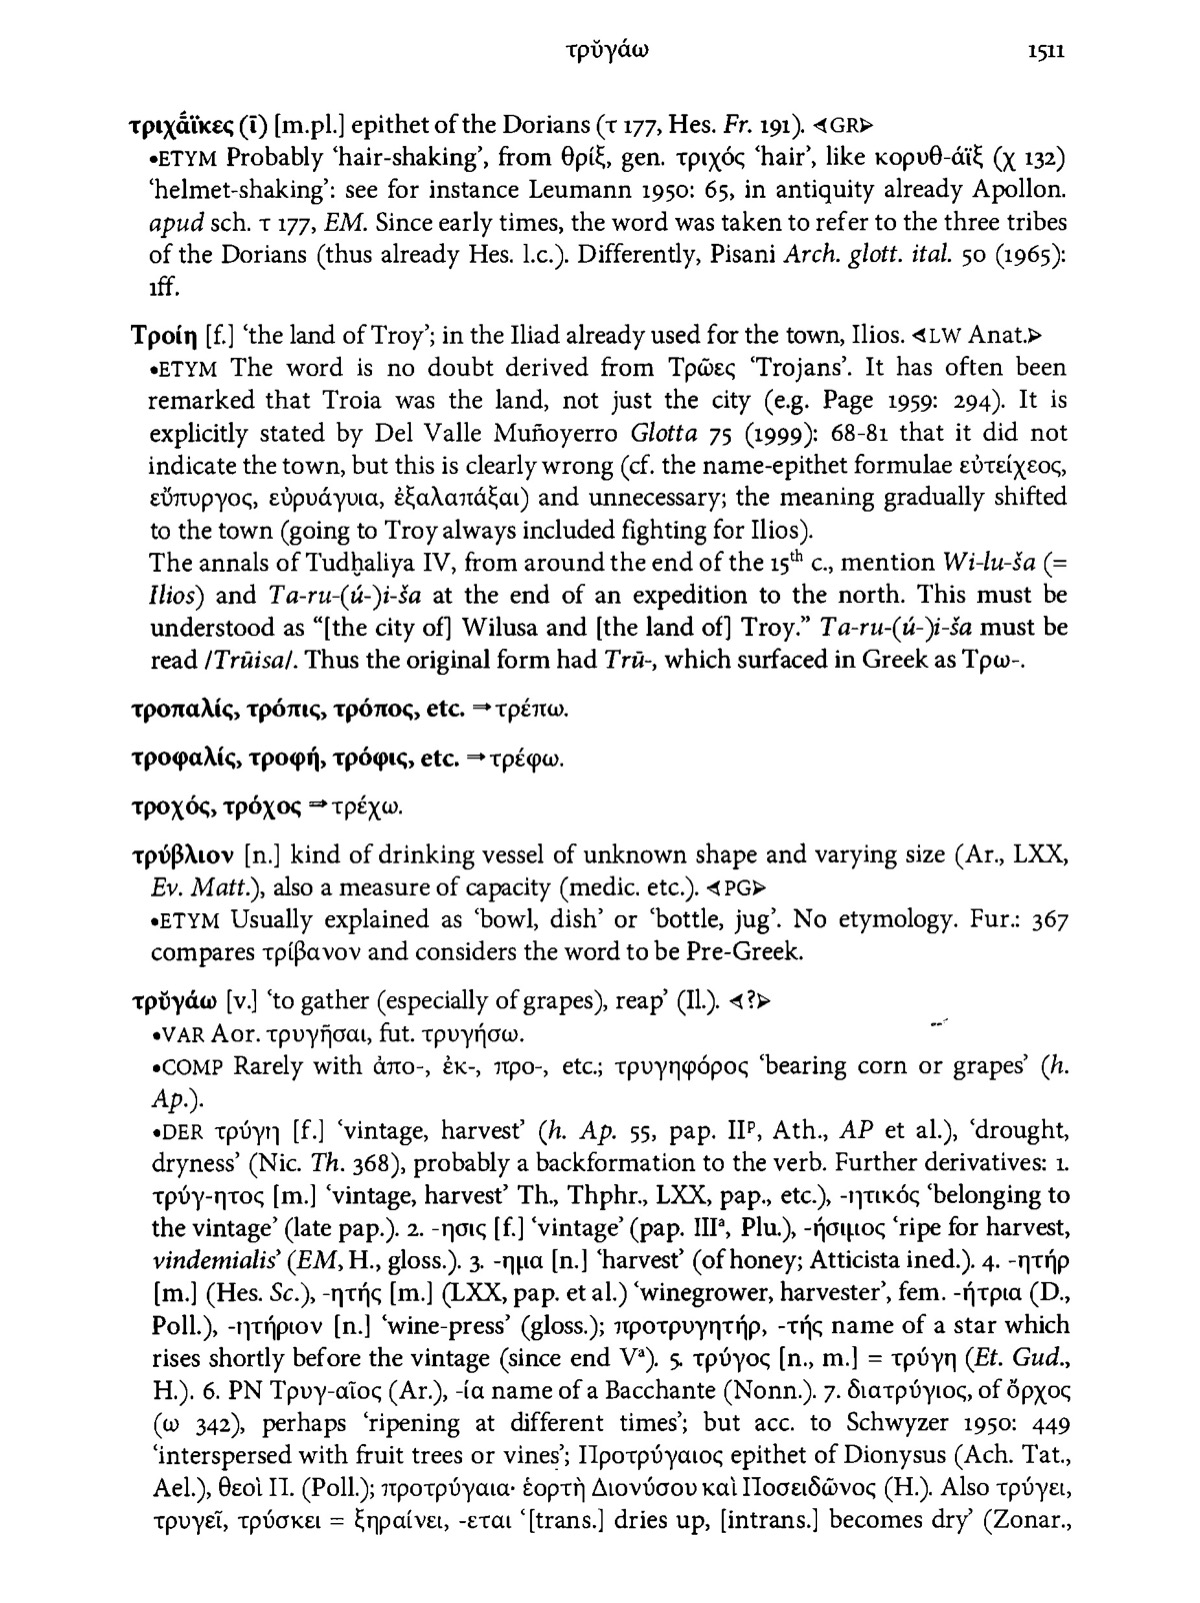 τρῠγάω 1511
τριχᾱ́ϊκες (ῑ) [m.pl.] epithet of the Dorians (τ 177, Hes. Fr. 191). ⊲GR⊳
•ETYM Probably ‘hair-shaking’, from θρίξ, gen. τριχός ‘hair’, like κορυθ-άϊξ (χ 132)
‘helmet-shaking’: see for instance Leumann 1950: 65, in antiquity already Apollon.
apud sch. τ 177, EM. Since early times, the word was taken to refer to the three tribes
of the Dorians (thus already Hes. l.c.). Differently, Pisani Arch. glott. ital. 50 (1965):
1ff.
Τροίη [f.] ‘the land of Troy’; in the Iliad already used for the town, Ilios. ⊲LW Anat.⊳
•ETYM The word is no doubt derived from Τρῶες ‘Trojans’. It has often been
remarked that Troia was the land, not just the city (e.g. Page 1959: 294). It is
explicitly stated by Del Valle Muñoyerro Glotta 75 (1999): 68-81 that it did not
indicate the town, but this is clearly wrong (cf. the name-epithet formulae εὐτείχεος,
εὔπυργος, εὐρυάγυια, ἐξαλαπάξαι) and unnecessary; the meaning gradually shifted
to the town (going to Troy always included fighting for Ilios).
The annals of Tudḫaliya IV, from around the end of the 15th c., mention Wi-lu-ša (=
Ilios) and Ta-ru-(ú-)i-ša at the end of an expedition to the north. This must be
understood as “[the city of] Wilusa and [the land of] Troy.” Ta-ru-(ú-)i-ša must be
read /Trūisa/. Thus the original form had Trū-, which surfaced in Greek as Τρω-.
τροπαλίς, τρόπις, τρόπος, etc. ⇒τρέπω.
τροφαλίς, τροφή, τρόφις, etc. ⇒τρέφω.
τροχός, τρόχος ⇒τρέχω.
τρύβλιον [n.] kind of drinking vessel of unknown shape and varying size (Ar., LXX,
Ev. Matt.), also a measure of capacity (medic. etc.). ⊲PG⊳
•ETYM Usually explained as ‘bowl, dish’ or ‘bottle, jug’. No etymology. Fur.: 367
compares τρίβανον and considers the word to be Pre-Greek.
τρῠγάω [v.] ‘to gather (especially of grapes), reap’ (Il.). ⊲?⊳
•VAR Aor. τρυγῆσαι, fut. τρυγήσω.
•COMP Rarely with ἀπο-, ἐκ-, προ-, etc.; τρυγηφόρος ‘bearing corn or grapes’ (h.
Ap.).
•DER τρύγη [f.] ‘vintage, harvest’ (h. Ap. 55, pap. IIp, Ath., AP et al.), ‘drought,
dryness’ (Nic. Th. 368), probably a backformation to the verb. Further derivatives: 1.
τρύγ-ητος [m.] ‘vintage, harvest’ Th., Thphr., LXX, pap., etc.), -ητικός ‘belonging to
the vintage’ (late pap.). 2. -ησις [f.] ‘vintage’ (pap. IIIa, Plu.), -ήσιμος ‘ripe for harvest,
vindemialis’ (EM, H., gloss.). 3. -ημα [n.] ‘harvest’ (of honey; Atticista ined.). 4. -ητήρ
[m.] (Hes. Sc.), -ητής [m.] (LXX, pap. et al.) ‘winegrower, harvester’, fem. -ήτρια (D.,
Poll.), -ητήριον [n.] ‘wine-press’ (gloss.); προτρυγητήρ, -τής name of a star which
rises shortly before the vintage (since end Va). 5. τρύγος [n., m.] = τρύγη (Et. Gud.,
H.). 6. PN Τρυγ-αῖος (Ar.), -ία name of a Bacchante (Nonn.). 7. διατρύγιος, of ὄρχος
(ω 342), perhaps ‘ripening at different times’; but acc. to Schwyzer 1950: 449
‘interspersed with fruit trees or vines’; Προτρύγαιος epithet of Dionysus (Ach. Tat.,
Ael.), θεοὶ Π. (Poll.); προτρύγαια· ἑορτὴ Διονύσου καὶ Ποσειδῶνος (H.). Also τρύγει,
τρυγεῖ, τρύσκει = ξηραίνει, -εται ‘[trans.] dries up, [intrans.] becomes dry’ (Zonar.,